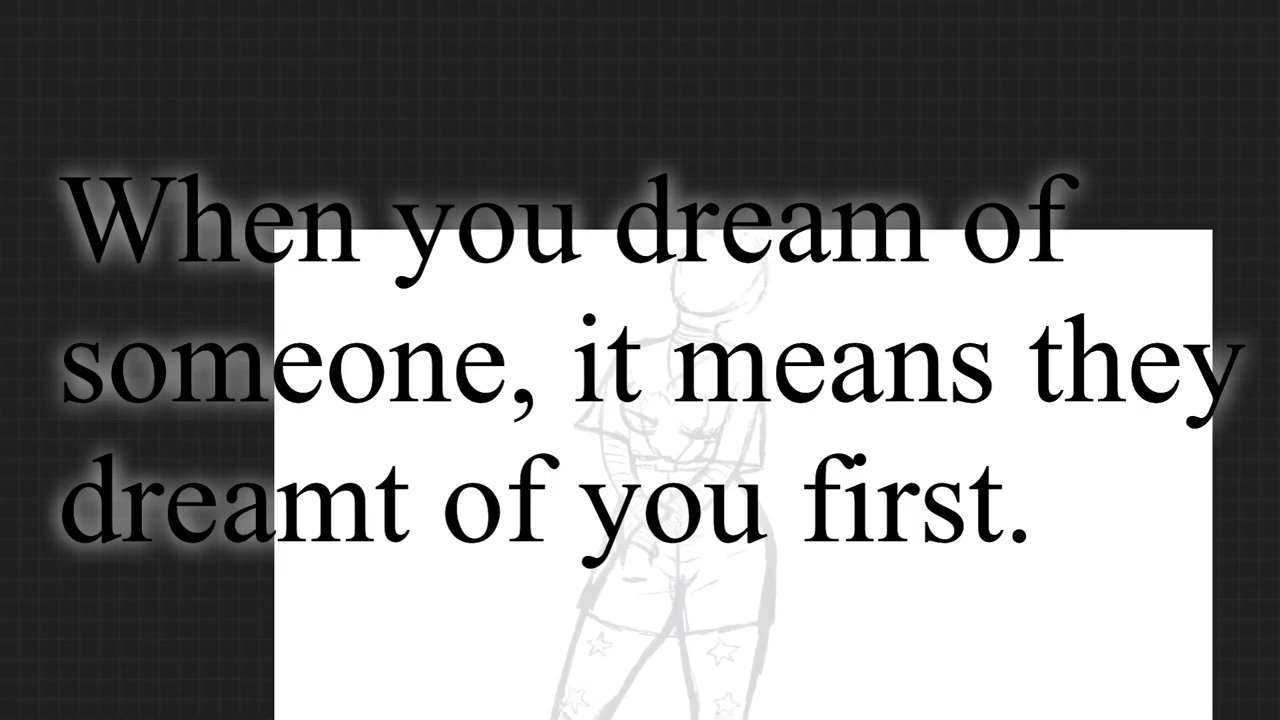 When you dream of
someone, it means they
dreamt of you first.